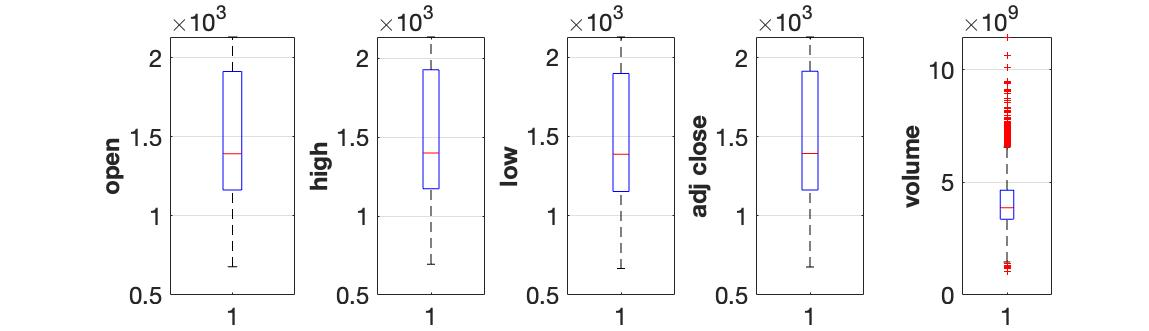 ×10³ ×10³ ×10³ ×10³ ×10⁹
open 2 1.5 1 0.5 1
high 2 1.5 1 0.5 1
low 2 1.5 1 0.5 1
adj close 2 1.5 1 0.5 1
volume 10 5 0 1